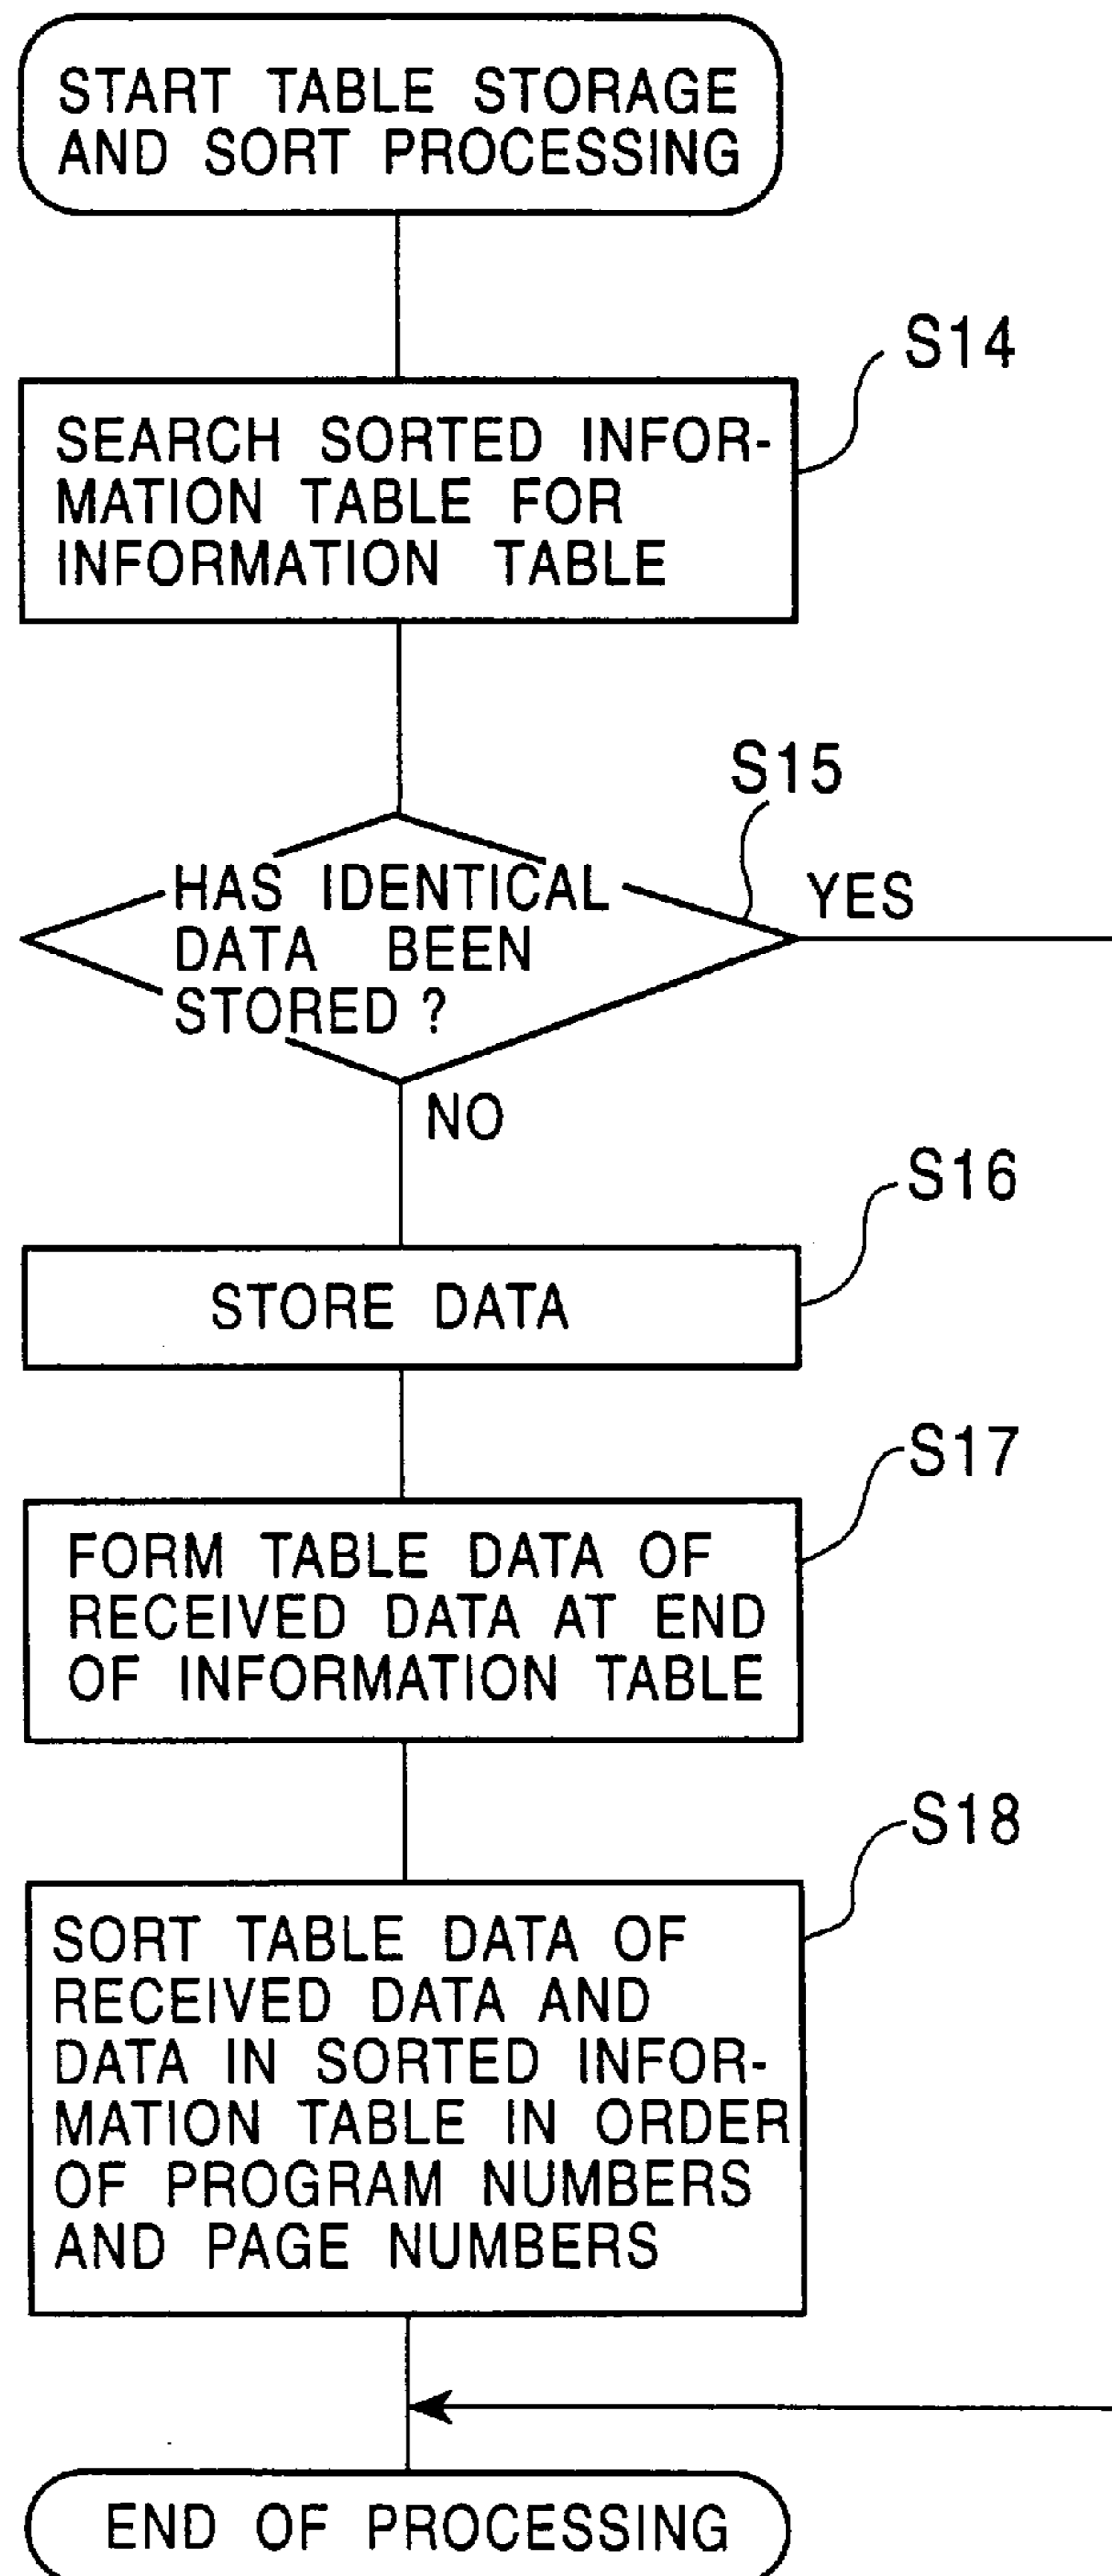 START TABLE STORAGE
AND SORT PROCESSING
S14
SEARCH SORTED INFOR-
MATION TABLE FOR
INFORMATION TABLE
S15
HAS IDENTICAL
DATA BEEN
STORED ?
YES
NO
S16
STORE DATA
S17
FORM TABLE DATA OF
RECEIVED DATA AT END
OF INFORMATION TABLE
S18
SORT TABLE DATA OF
RECEIVED DATA AND
DATA IN SORTED INFOR-
MATION TABLE IN ORDER
OF PROGRAM NUMBERS
AND PAGE NUMBERS
END OF PROCESSING